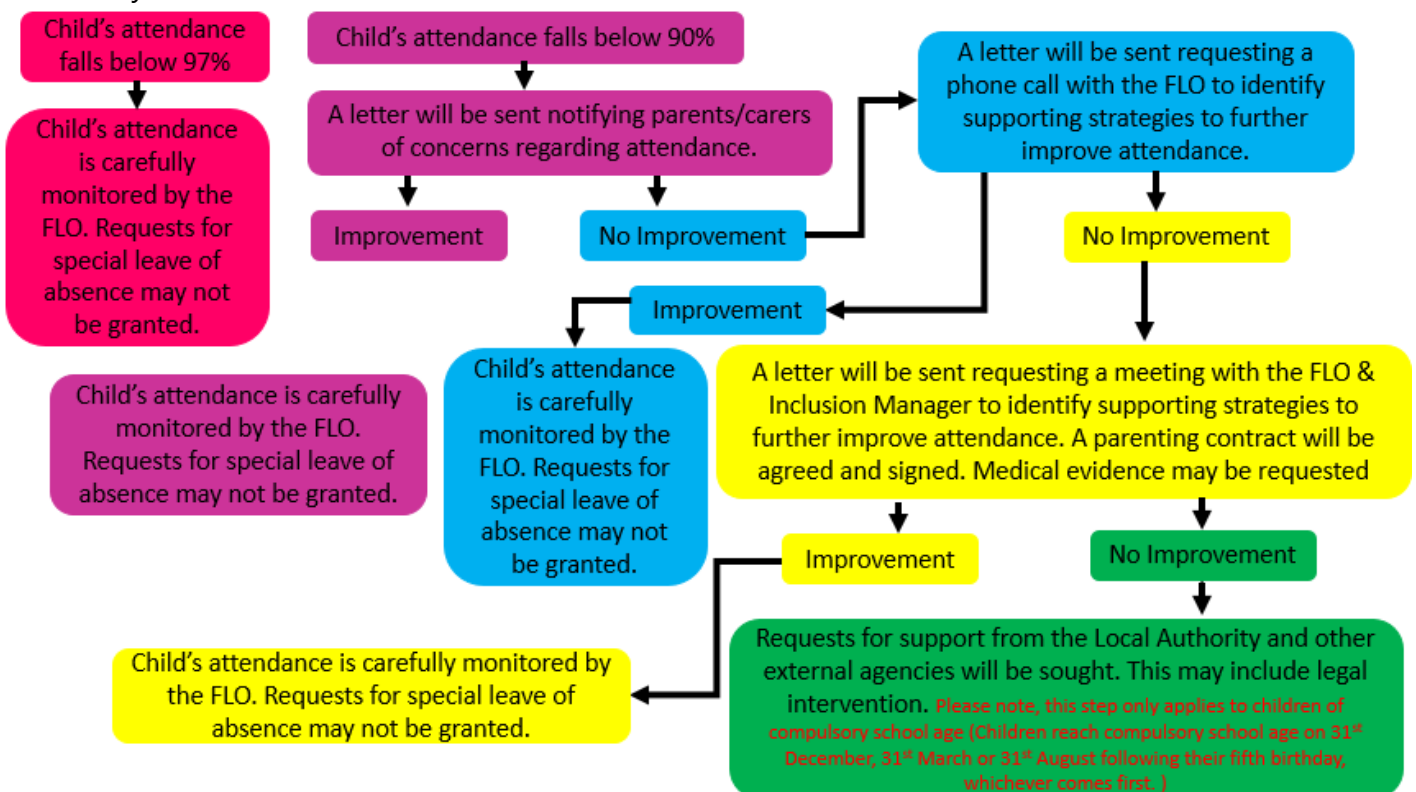 Child's attendance
falls below 97%
Child's attendance
is carefully
monitored by the
FLO. Requests for
special leave of
absence may not
be granted.
Child's attendance falls below 90%
A letter will be sent notifying parents/carers
of concerns regarding attendance.
Improvement
No Improvement
A letter will be sent requesting a
phone call with the FLO to identify
supporting strategies to further
improve attendance.
No Improvement
Improvement
Child's attendance is carefully
monitored by the FLO.
Requests for special leave of
absence may not be granted.
Child's attendance
is carefully
monitored by the
FLO. Requests for
special leave of
absence may not
be granted.
A letter will be sent requesting a meeting with the FLO &
Inclusion Manager to identify supporting strategies to
further improve attendance. A parenting contract will be
agreed and signed. Medical evidence may be requested
Improvement
No Improvement
Child's attendance is carefully monitored by
the FLO. Requests for special leave of
absence may not be granted.
Requests for support from the Local Authority and other
external agencies will be sought. This may include legal
intervention. Please note, this step only applies to children of
compulsory school age (Children reach compulsory school age on 31st
December, 31st March or 31st August following their fifth birthday,
whichever comes first. )